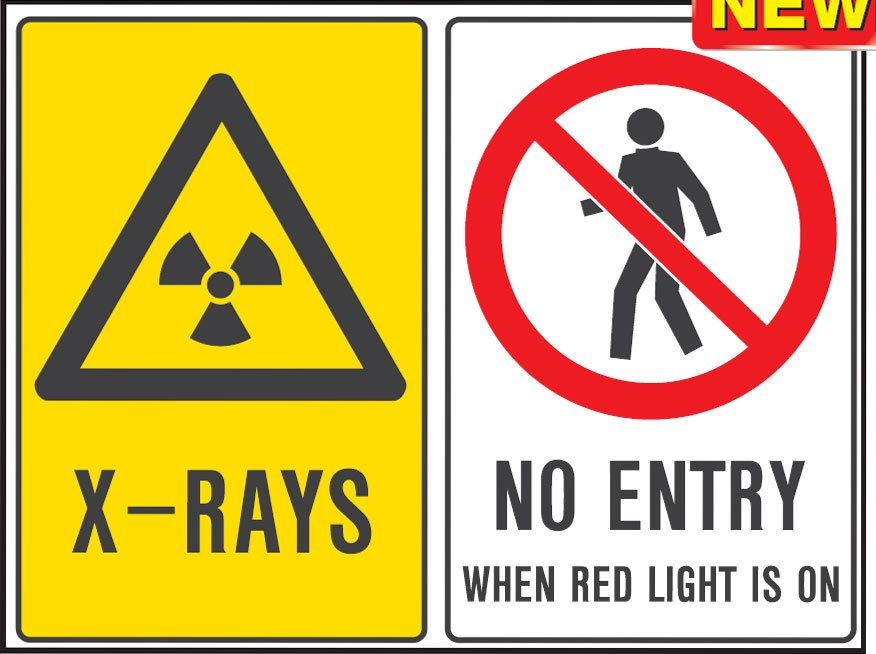 NEW
X-RAYS
NO ENTRY
WHEN RED LIGHT IS ON